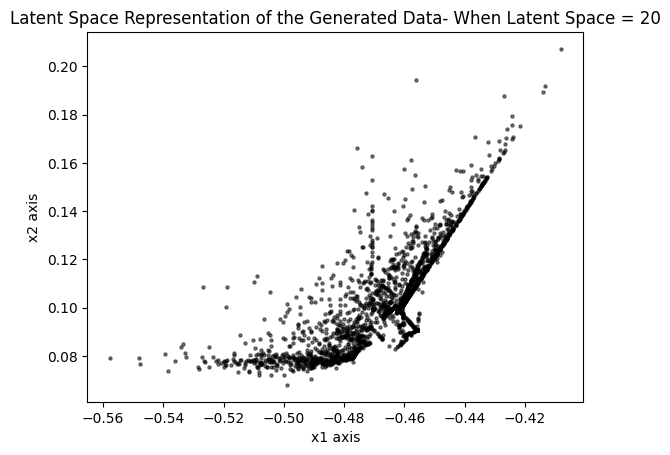 Latent Space Representation of the Generated Data- When Latent Space = 20
x2 axis
0.20
0.18
0.16
0.14
0.12
0.10
0.08
−0.56 −0.54 −0.52 −0.50 −0.48 −0.46 −0.44 −0.42
x1 axis